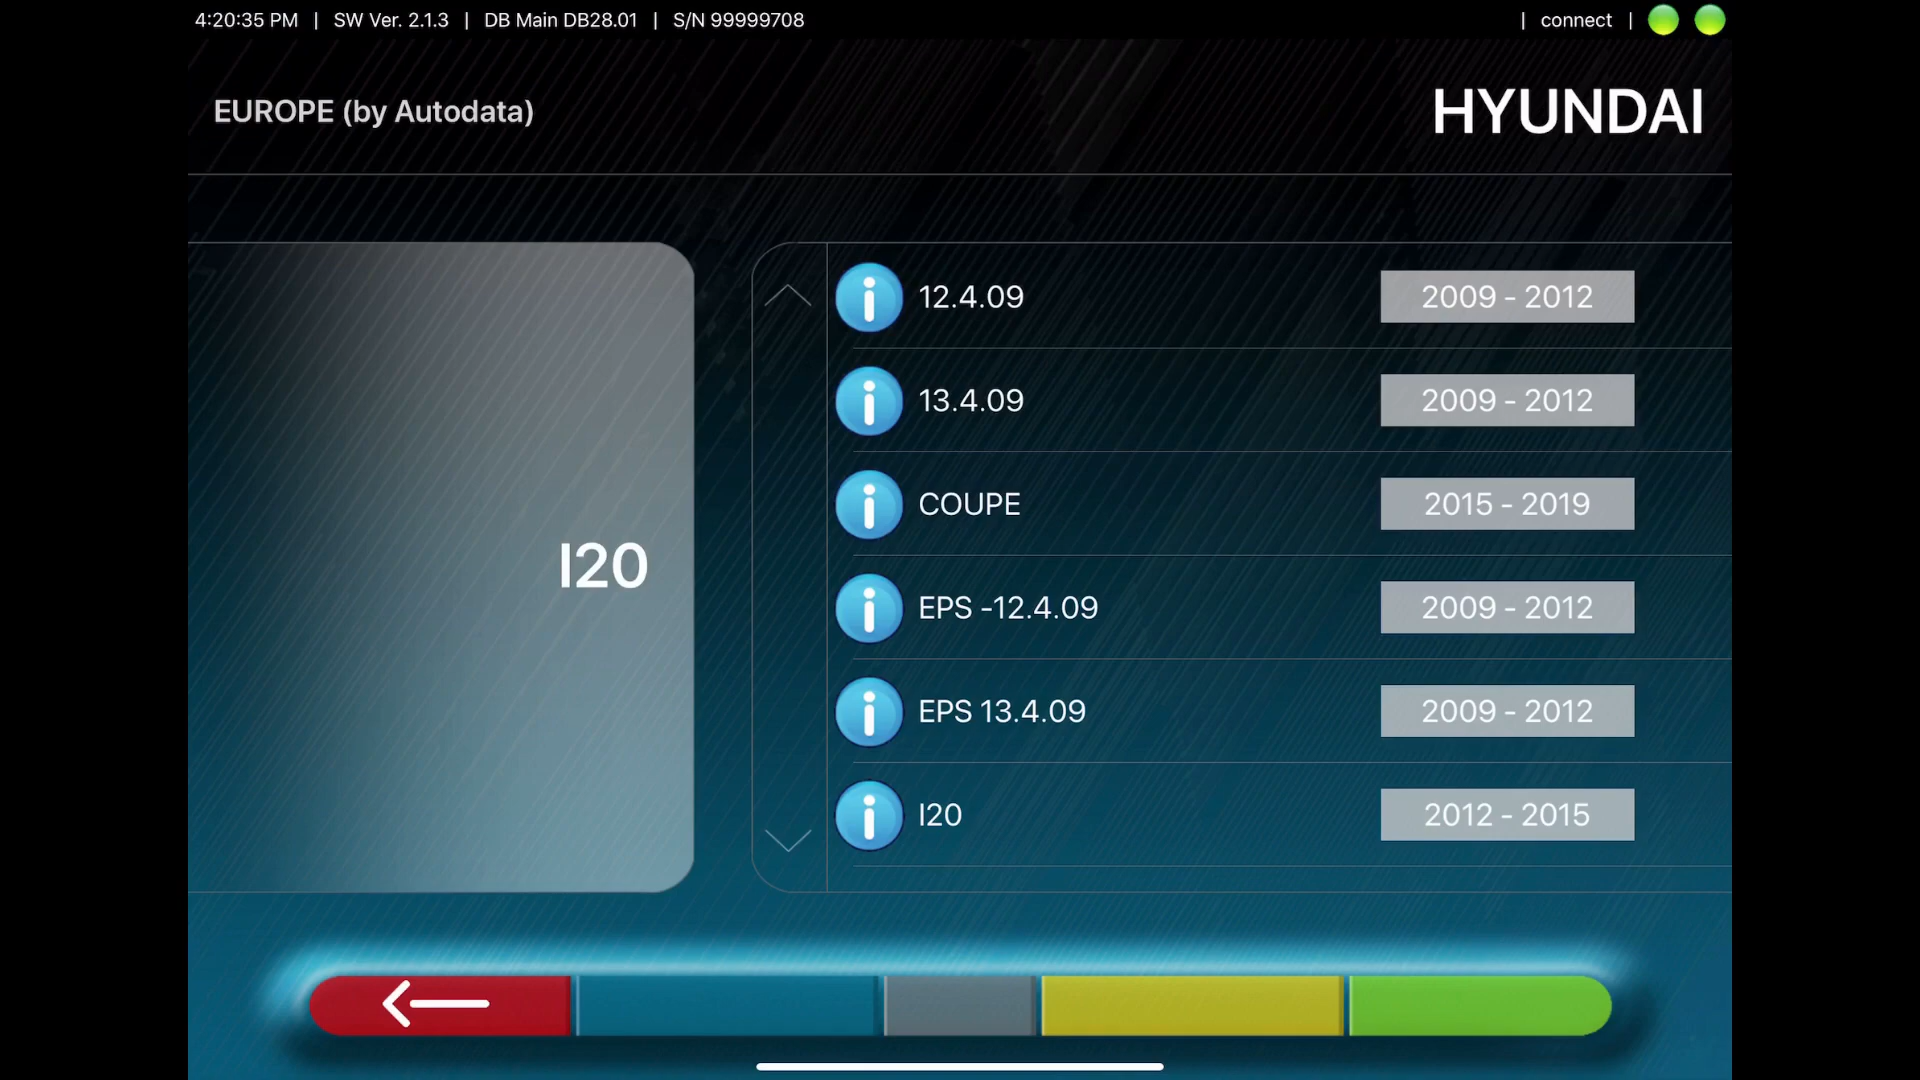 4:20:35 PM | SW Ver. 2.1.3 | DB Main DB28.01 | S/N 99999708 | connect |
EUROPE (by Autodata)
HYUNDAI
I20
12.4.09 2009 - 2012
13.4.09 2009 - 2012
COUPE 2015 - 2019
EPS -12.4.09 2009 - 2012
EPS 13.4.09 2009 - 2012
I20 2012 - 2015